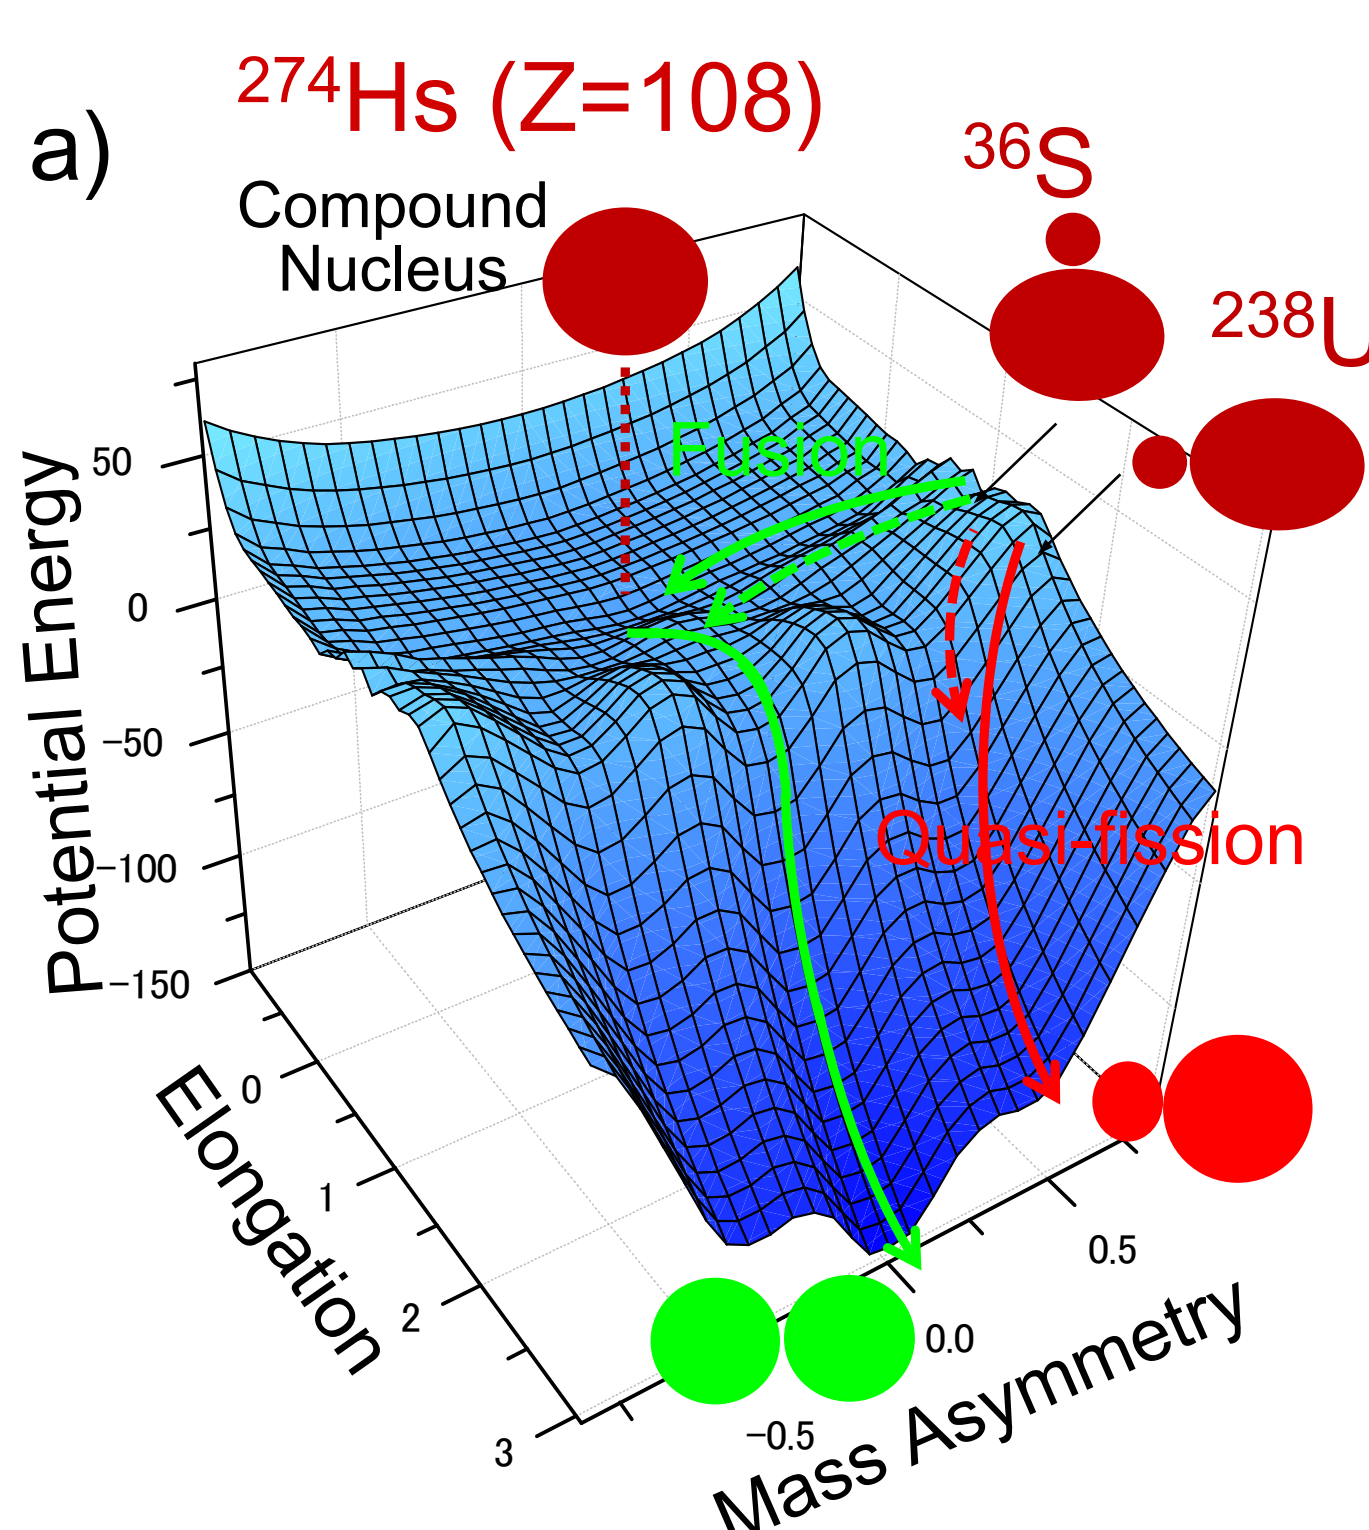 a)
²⁷⁴Hs (Z=108)
Compound
Nucleus
³⁶S
²³⁸U
Fusion
Quasi-fission
Potential Energy
50
0
−50
−100
−150
Elongation
0
1
2
3
Mass Asymmetry
−0.5
0.0
0.5